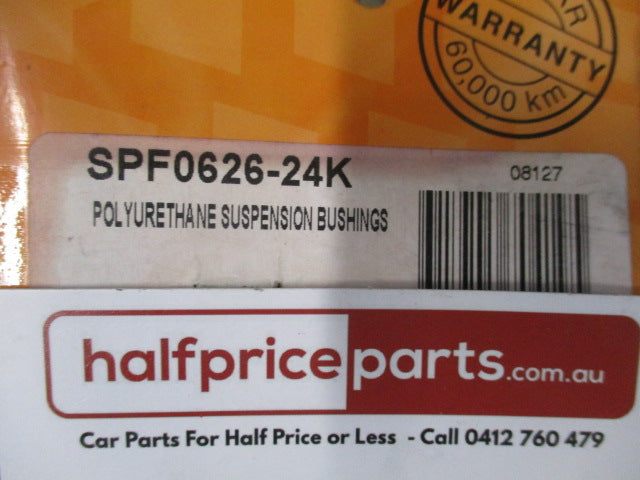 WARRANTY
60,000 km
SPF0626-24K
08127
POLYURETHANE SUSPENSION BUSHINGS
halfpriceparts.com.au
Car Parts For Half Price or Less - Call 0412 760 479